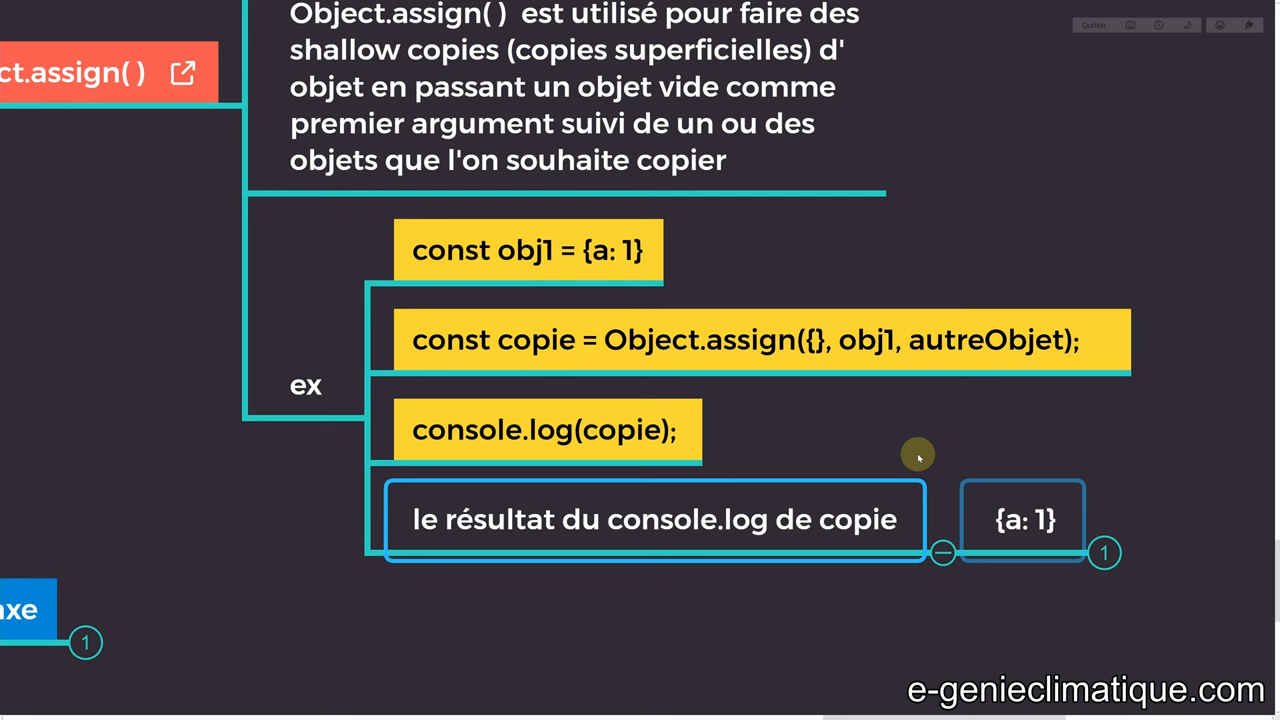 Quitter
Object.assign( )  est utilisé pour faire des
shallow copies (copies superficielles) d'
objet en passant un objet vide comme
premier argument suivi de un ou des
objets que l'on souhaite copier
ct.assign( )
const obj1 = {a: 1}
const copie = Object.assign({}, obj1, autreObjet);
ex
console.log(copie);
le résultat du console.log de copie
{a: 1}
1
axe
1
e-genieclimatique.com